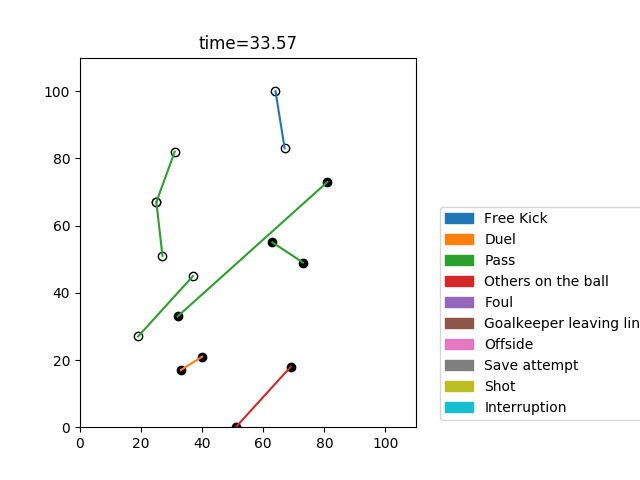 time=33.57
100
80
60
40
20
0
0 20 40 60 80 100
Free Kick
Duel
Pass
Others on the ball
Foul
Goalkeeper leaving lin
Offside
Save attempt
Shot
Interruption